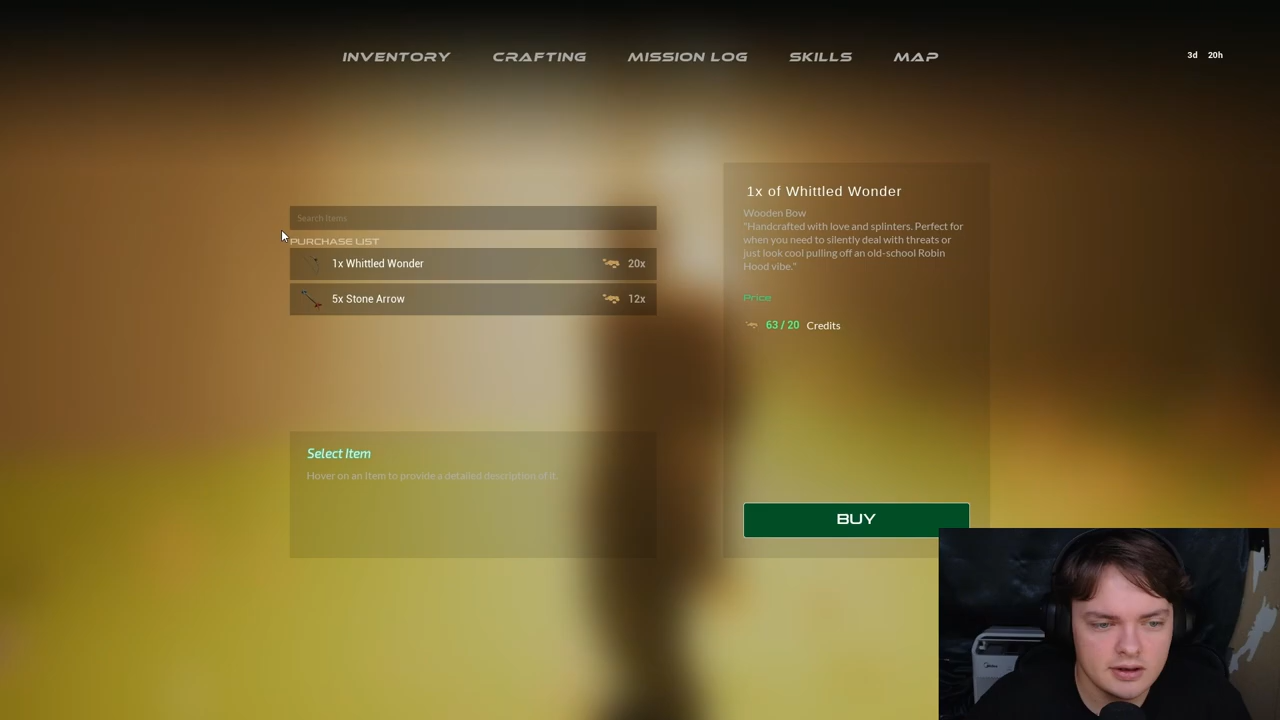 INVENTORY CRAFTING MISSION LOG SKILLS MAP
3d 20h
Search Items
PURCHASE LIST
1x Whittled Wonder 20x
5x Stone Arrow 12x
Select Item
Hover on an item to provide a detailed description of it.
1x of Whittled Wonder
Wooden Bow
"Handcrafted with love and splinters. Perfect for
when you need to silently deal with threats or
just look cool pulling off an old-school Robin
Hood vibe."
Price
63 / 20 Credits
BUY